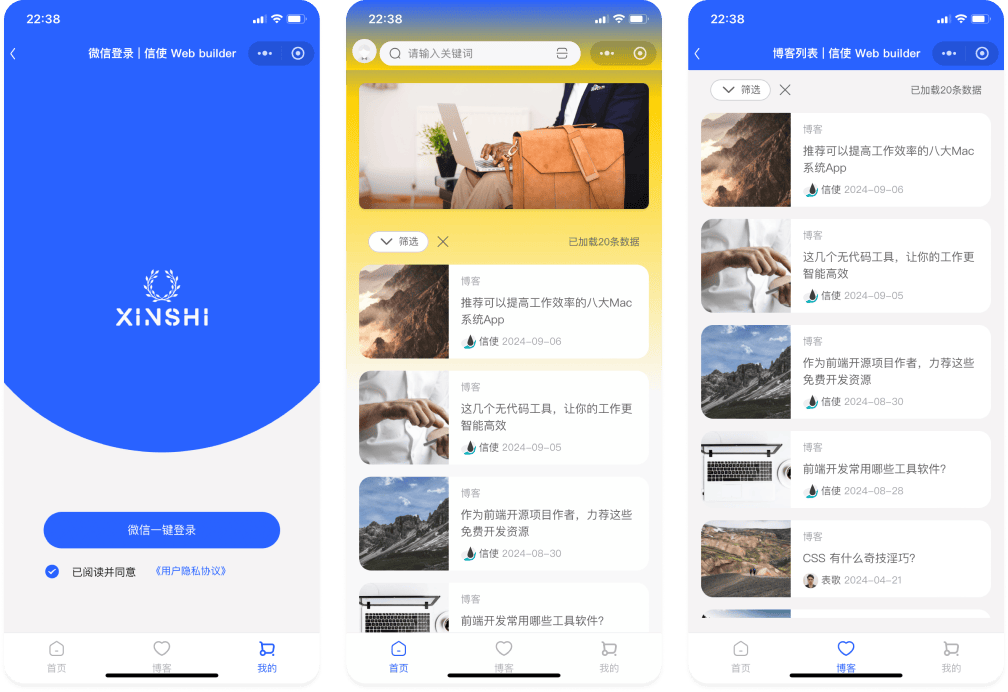 22:38
微信登录 | 信使 Web builder
XINSHI
微信一键登录
已阅读并同意 《用户隐私协议》
首页
博客
我的
22:38
请输入关键词
筛选
已加载20条数据
博客
推荐可以提高工作效率的八大Mac
系统App
信使 2024-09-06
博客
这几个无代码工具，让你的工作更
智能高效
信使 2024-09-05
博客
作为前端开源项目作者，力荐这些
免费开发资源
信使 2024-08-30
博客
前端开发常用哪些工具软件?
首页
博客
我的
22:38
博客列表 | 信使 Web builder
筛选
已加载20条数据
博客
推荐可以提高工作效率的八大Mac
系统App
信使 2024-09-06
博客
这几个无代码工具，让你的工作更
智能高效
信使 2024-09-05
博客
作为前端开源项目作者，力荐这些
免费开发资源
信使 2024-08-30
博客
前端开发常用哪些工具软件?
信使 2024-08-28
博客
CSS 有什么奇技淫巧?
表歌 2024-04-21
首页
博客
我的